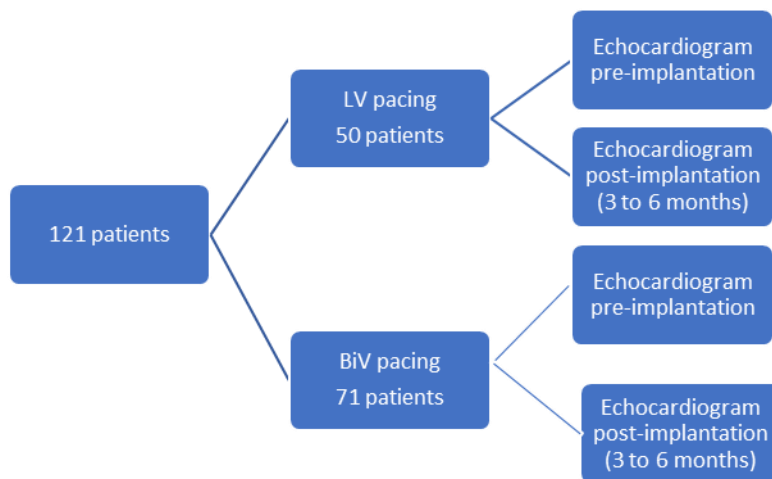 121 patients
LV pacing
50 patients
Echocardiogram
pre-implantation
Echocardiogram
post-implantation
(3 to 6 months)
BiV pacing
71 patients
Echocardiogram
pre-implantation
Echocardiogram
post-implantation
(3 to 6 months)